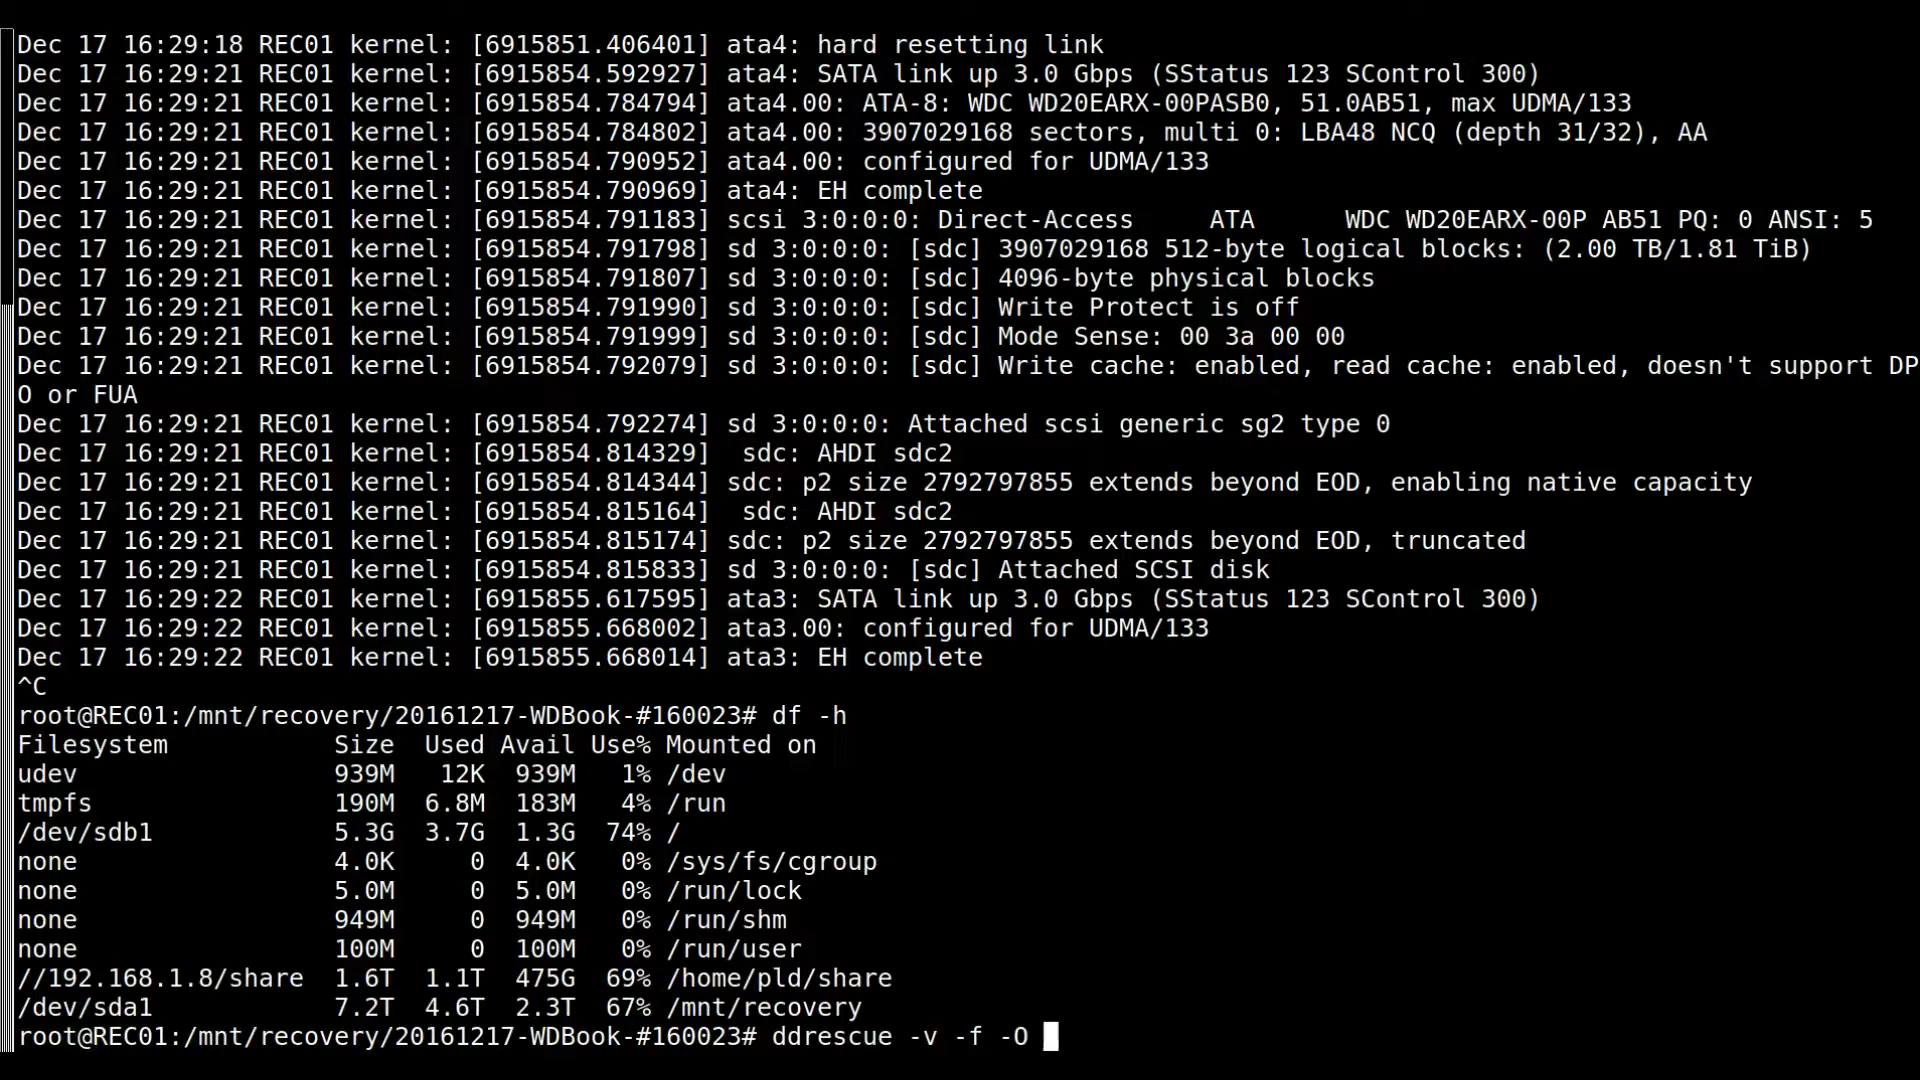 Dec 17 16:29:18 REC01 kernel: [6915851.406401] ata4: hard resetting link
Dec 17 16:29:21 REC01 kernel: [6915854.592927] ata4: SATA link up 3.0 Gbps (SStatus 123 SControl 300)
Dec 17 16:29:21 REC01 kernel: [6915854.784794] ata4.00: ATA-8: WDC WD20EARX-00PASB0, 51.0AB51, max UDMA/133
Dec 17 16:29:21 REC01 kernel: [6915854.784802] ata4.00: 3907029168 sectors, multi 0: LBA48 NCQ (depth 31/32), AA
Dec 17 16:29:21 REC01 kernel: [6915854.790952] ata4.00: configured for UDMA/133
Dec 17 16:29:21 REC01 kernel: [6915854.790969] ata4: EH complete
Dec 17 16:29:21 REC01 kernel: [6915854.791183] scsi 3:0:0:0: Direct-Access     ATA      WDC WD20EARX-00P AB51 PQ: 0 ANSI: 5
Dec 17 16:29:21 REC01 kernel: [6915854.791798] sd 3:0:0:0: [sdc] 3907029168 512-byte logical blocks: (2.00 TB/1.81 TiB)
Dec 17 16:29:21 REC01 kernel: [6915854.791807] sd 3:0:0:0: [sdc] 4096-byte physical blocks
Dec 17 16:29:21 REC01 kernel: [6915854.791990] sd 3:0:0:0: [sdc] Write Protect is off
Dec 17 16:29:21 REC01 kernel: [6915854.791999] sd 3:0:0:0: [sdc] Mode Sense: 00 3a 00 00
Dec 17 16:29:21 REC01 kernel: [6915854.792079] sd 3:0:0:0: [sdc] Write cache: enabled, read cache: enabled, doesn't support DP
O or FUA
Dec 17 16:29:21 REC01 kernel: [6915854.792274] sd 3:0:0:0: Attached scsi generic sg2 type 0
Dec 17 16:29:21 REC01 kernel: [6915854.814329]  sdc: AHDI sdc2
Dec 17 16:29:21 REC01 kernel: [6915854.814344] sdc: p2 size 2792797855 extends beyond EOD, enabling native capacity
Dec 17 16:29:21 REC01 kernel: [6915854.815164]  sdc: AHDI sdc2
Dec 17 16:29:21 REC01 kernel: [6915854.815174] sdc: p2 size 2792797855 extends beyond EOD, truncated
Dec 17 16:29:21 REC01 kernel: [6915854.815833] sd 3:0:0:0: [sdc] Attached SCSI disk
Dec 17 16:29:22 REC01 kernel: [6915855.617595] ata3: SATA link up 3.0 Gbps (SStatus 123 SControl 300)
Dec 17 16:29:22 REC01 kernel: [6915855.668002] ata3.00: configured for UDMA/133
Dec 17 16:29:22 REC01 kernel: [6915855.668014] ata3: EH complete
^C
root@REC01:/mnt/recovery/20161217-WDBook-#160023# df -h
Filesystem           Size  Used Avail Use% Mounted on
udev                 939M   12K  939M   1% /dev
tmpfs                190M  6.8M  183M   4% /run
/dev/sdb1            5.3G  3.7G  1.3G  74% /
none                 4.0K     0  4.0K   0% /sys/fs/cgroup
none                 5.0M     0  5.0M   0% /run/lock
none                 949M     0  949M   0% /run/shm
none                 100M     0  100M   0% /run/user
//192.168.1.8/share  1.6T  1.1T  475G  69% /home/pld/share
/dev/sda1            7.2T  4.6T  2.3T  67% /mnt/recovery
root@REC01:/mnt/recovery/20161217-WDBook-#160023# ddrescue -v -f -O